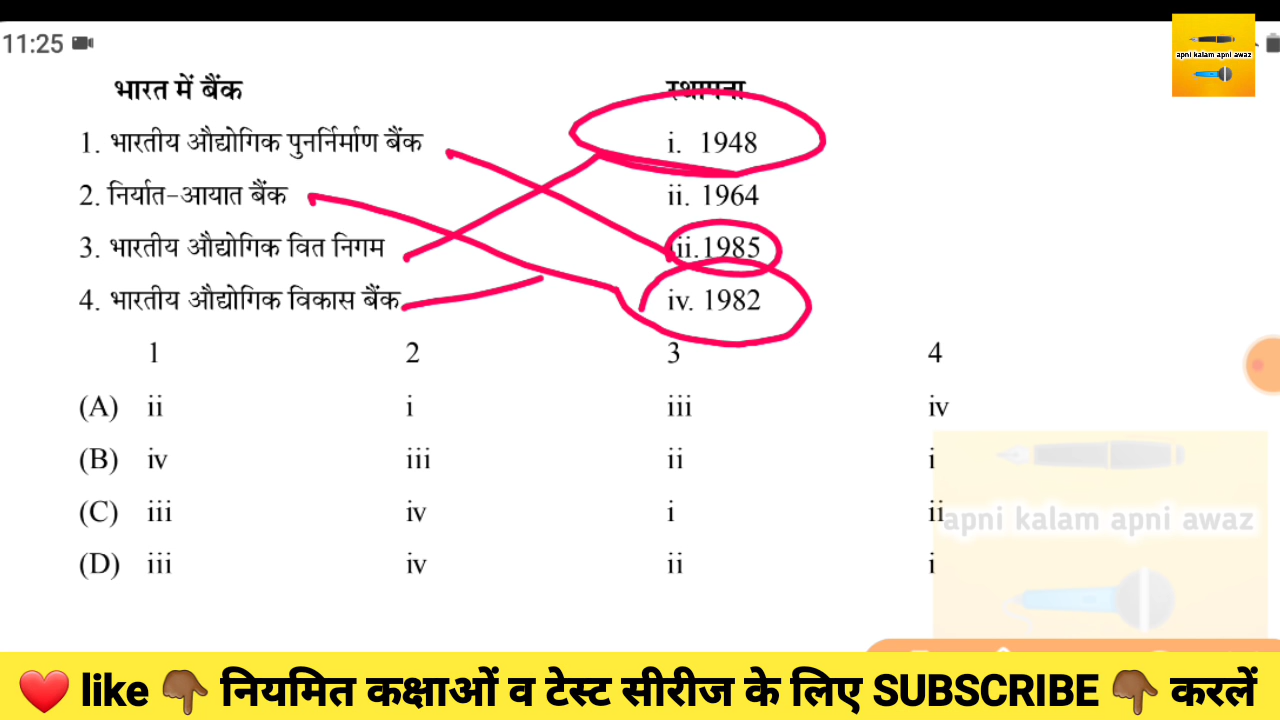 11:25
apni kalam apni awaz
भारत में बैंक स्थापना
1. भारतीय औद्योगिक पुनर्निर्माण बैंक i. 1948
2. निर्यात-आयात बैंक ii. 1964
3. भारतीय औद्योगिक वित निगम ii. 1985
4. भारतीय औद्योगिक विकास बैंक iv. 1982
1 2 3 4
(A) ii i iii iv
(B) iv iii ii i
(C) iii iv i ii
(D) iii iv ii i
apni kalam apni awaz
❤️ like 👇🏾 नियमित कक्षाओं व टेस्ट सीरीज के लिए SUBSCRIBE 👇🏾 करलें